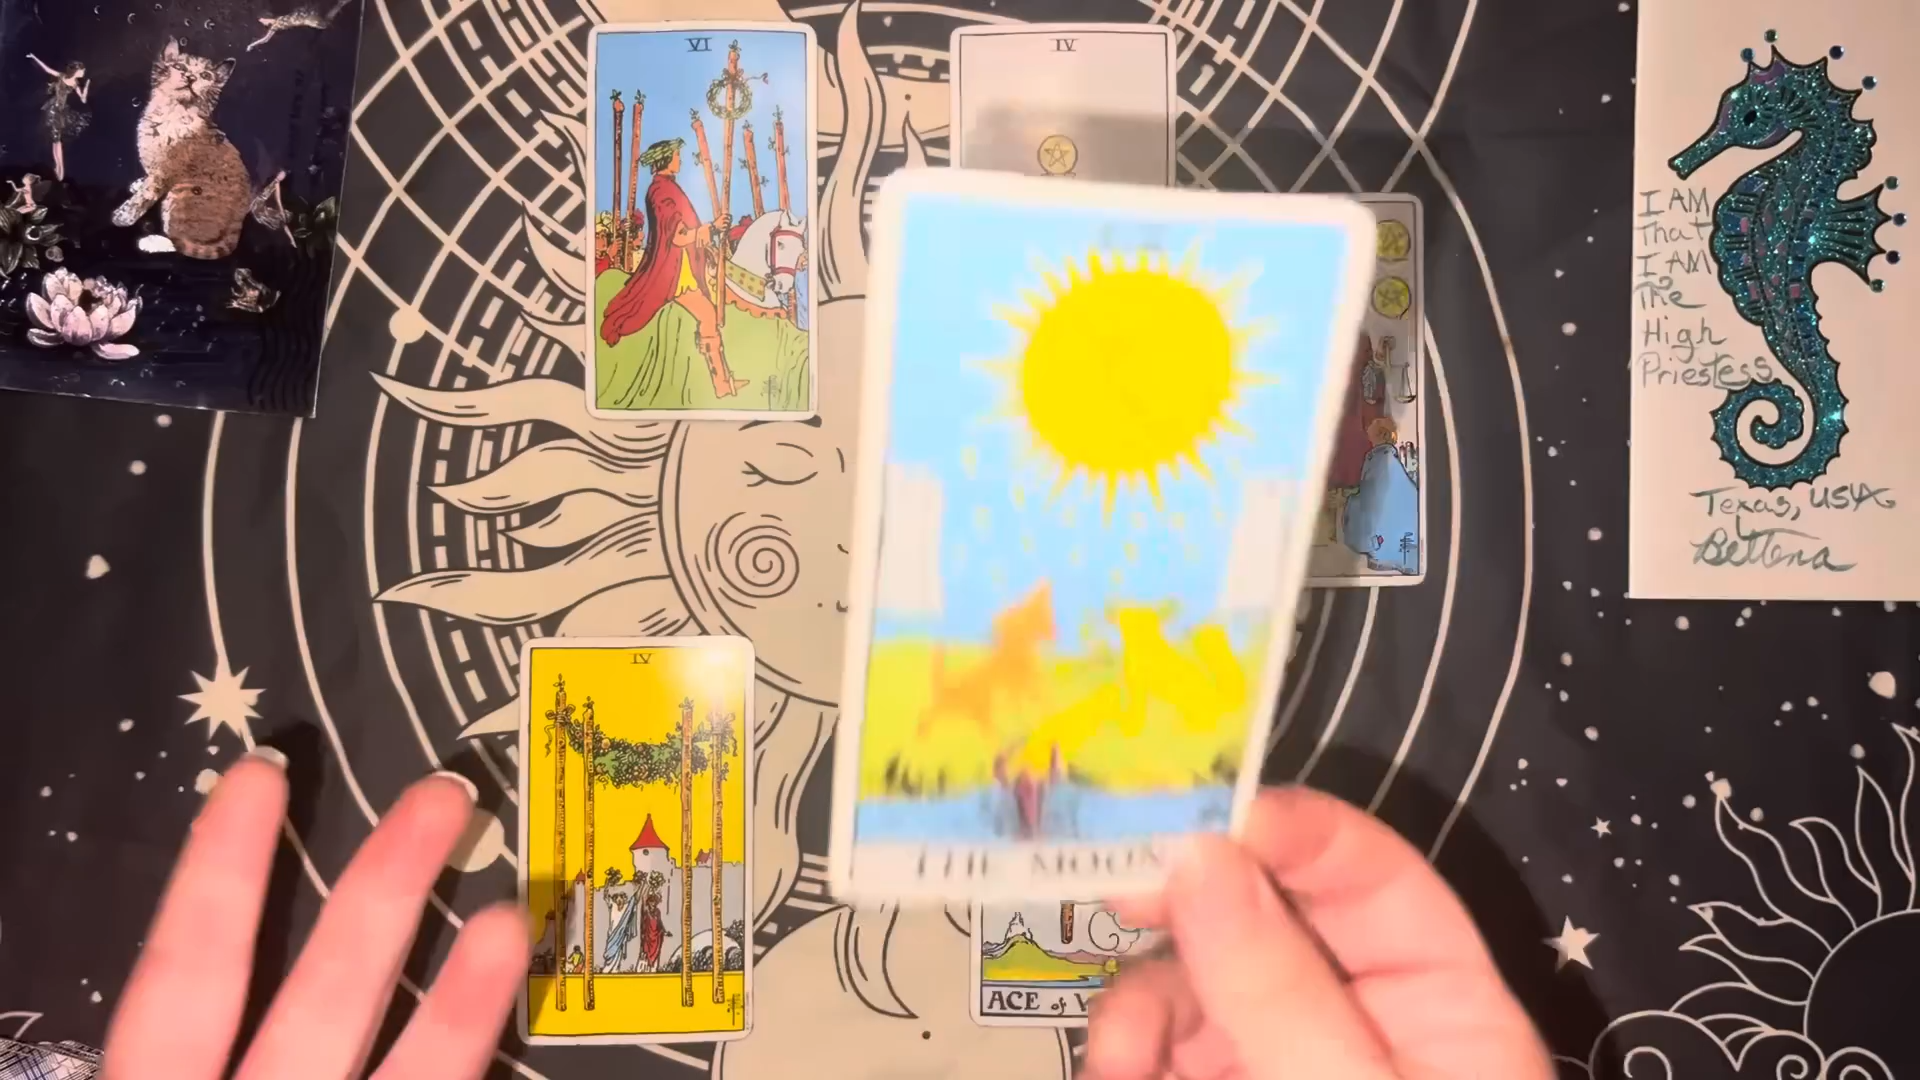 VI
IV
I AM
That
I AM
The
High
Priestess
Texas, USA
Bettena
IV
THE MOON
ACE of